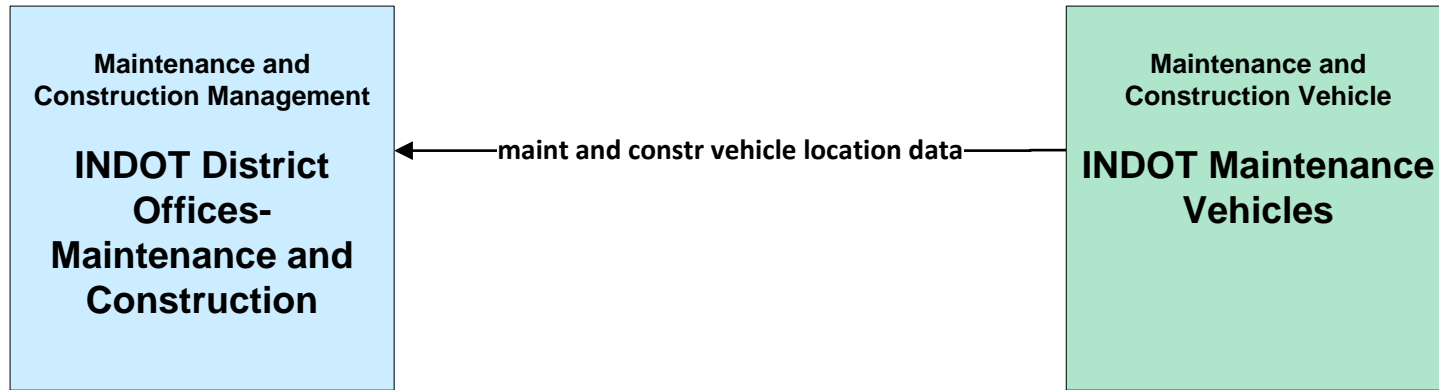 Maintenance and
Construction Management
INDOT District
Offices-
Maintenance and
Construction
maint and constr vehicle location data
Maintenance and
Construction Vehicle
INDOT Maintenance
Vehicles